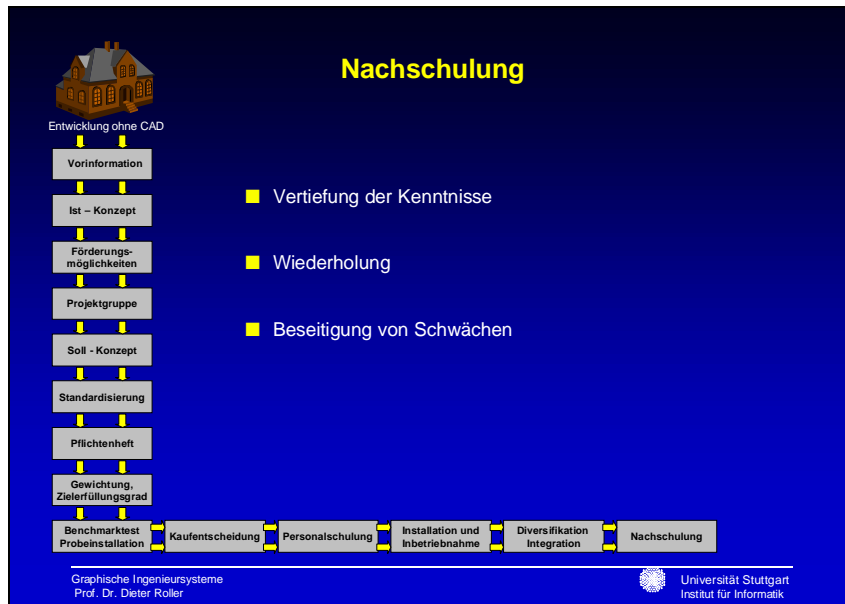 Nachschulung
Entwicklung ohne CAD
Vorinformation
Ist – Konzept
Förderungs-
möglichkeiten
Projektgruppe
Soll - Konzept
Standardisierung
Pflichtenheft
Gewichtung,
Zielerfüllungsgrad
Benchmarktest
Probeinstallation
Kaufentscheidung
Personalschulung
Installation und
Inbetriebnahme
Diversifikation
Integration
Nachschulung
Vertiefung der Kenntnisse
Wiederholung
Beseitigung von Schwächen
Graphische Ingenieursysteme
Prof. Dr. Dieter Roller
Universität Stuttgart
Institut für Informatik